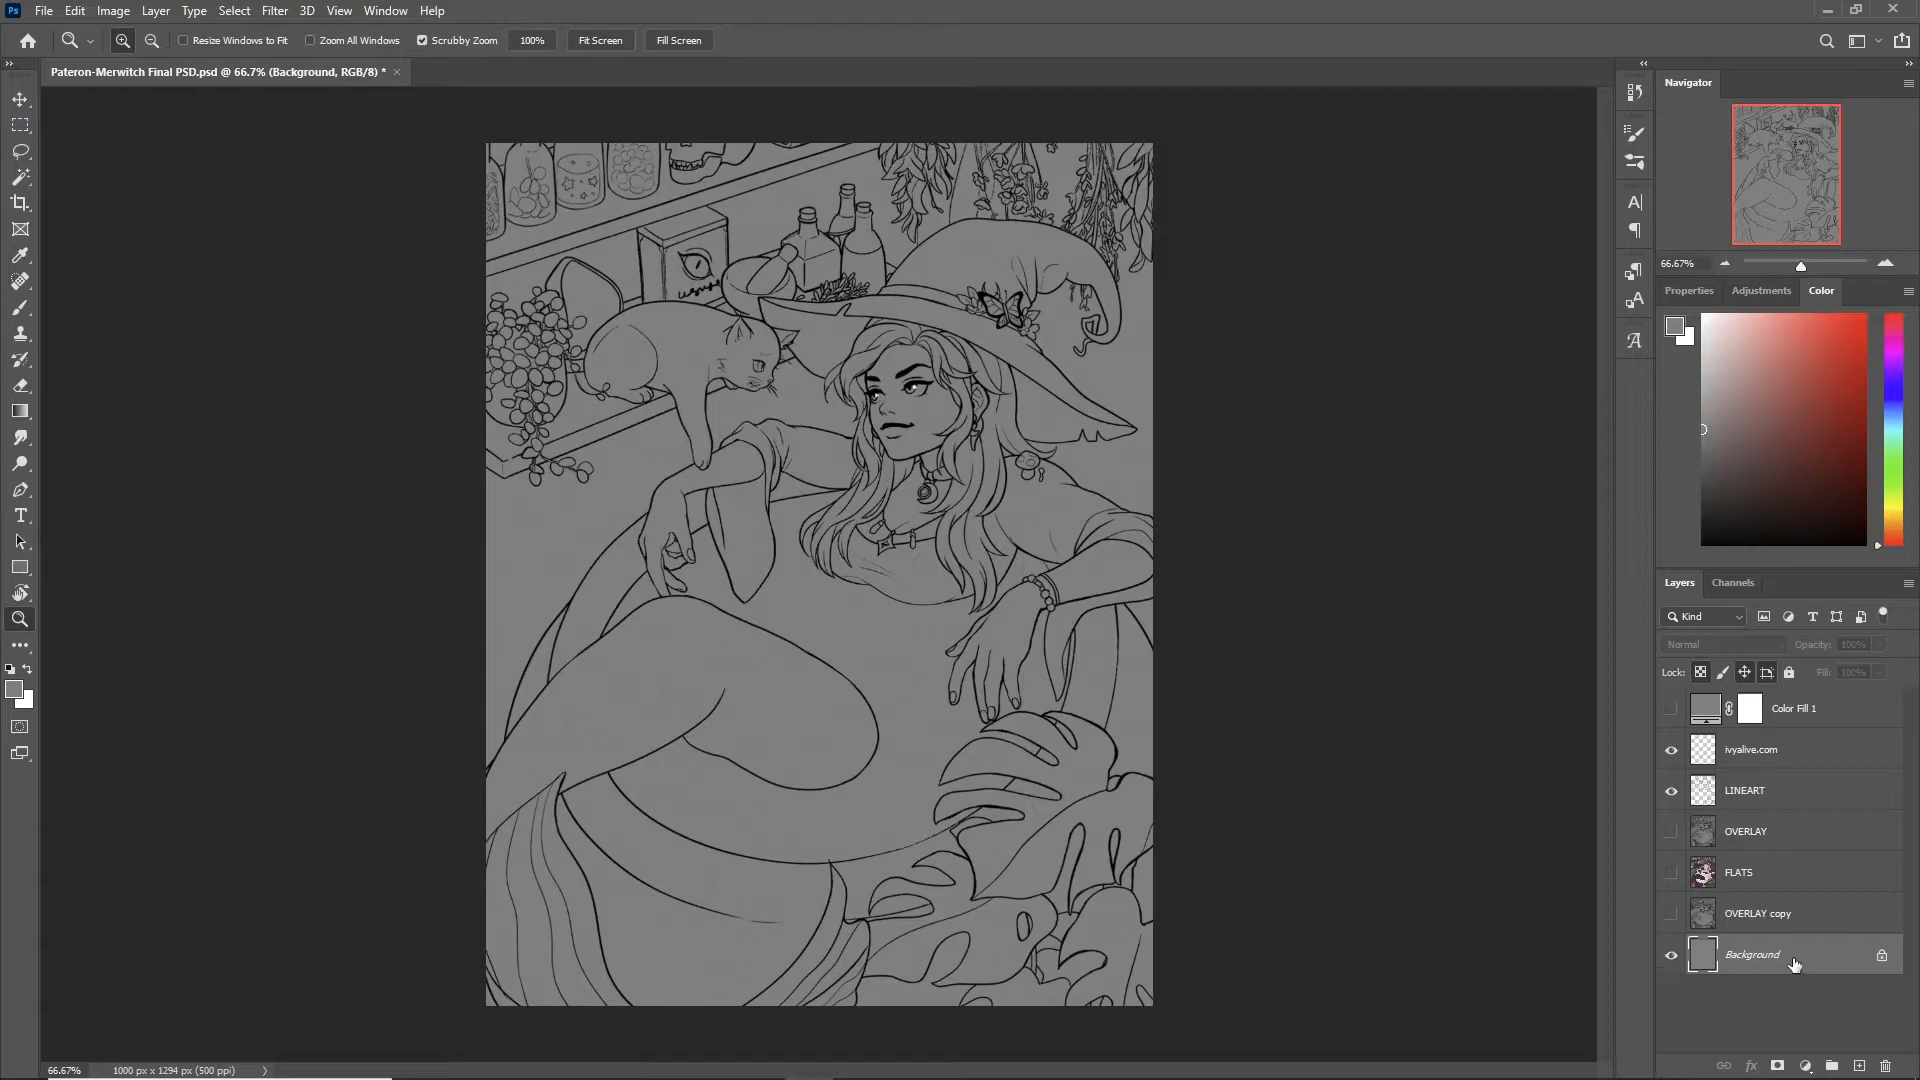 Ps File Edit Image Layer Type Select Filter 3D View Window Help
Resize Windows to Fit Zoom All Windows Scrubby Zoom 100% Fit Screen Fill Screen
Pateron-Merwitch Final PSD.psd @ 66.7% (Background, RGB/8) *
Navigator
66.67%
Properties Adjustments Color
Layers Channels
Kind
Normal Opacity: 100%
Lock: Fill: 100%
Color Fill 1
ivyalive.com
LINEART
OVERLAY
FLATS
OVERLAY copy
Background
66.67% 1000 px x 1294 px (500 ppi)